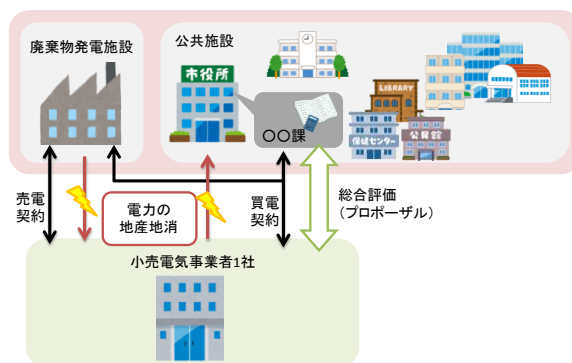 廃棄物発電施設
公共施設
市役所
〇〇課
LIBRARY
保健センター
公民館
売電
契約
電力の
地産地消
買電
契約
総合評価
(プロポーザル)
小売電気事業者1社